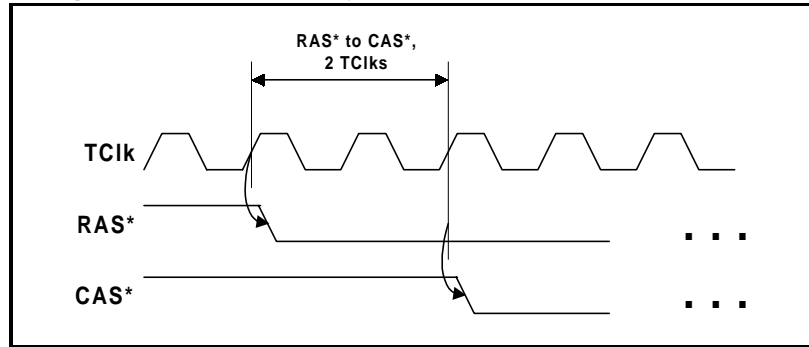 RAS* to CAS*,
2 TClks
TClk
RAS*
. . .
CAS*
. . .